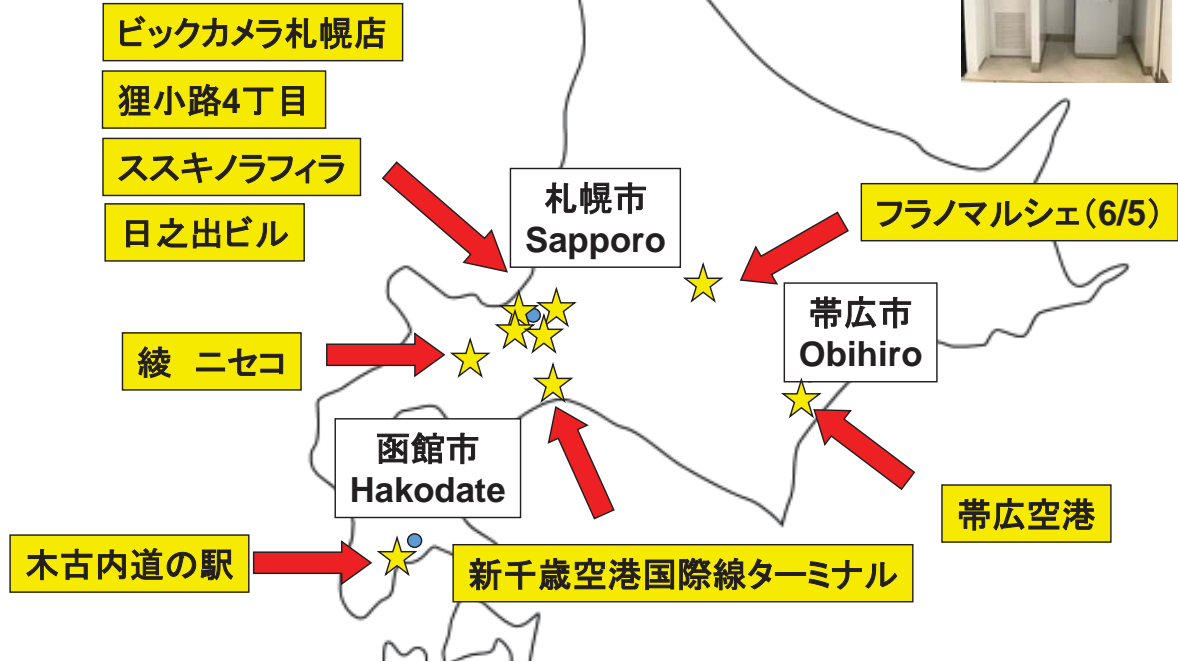 ビックカメラ札幌店
狸小路4丁目
ススキノラフィラ
日之出ビル
札幌市
Sapporo
フラノマルシェ（6/5）
帯広市
Obihiro
綾　ニセコ
函館市
Hakodate
帯広空港
木古内道の駅
新千歳空港国際線ターミナル